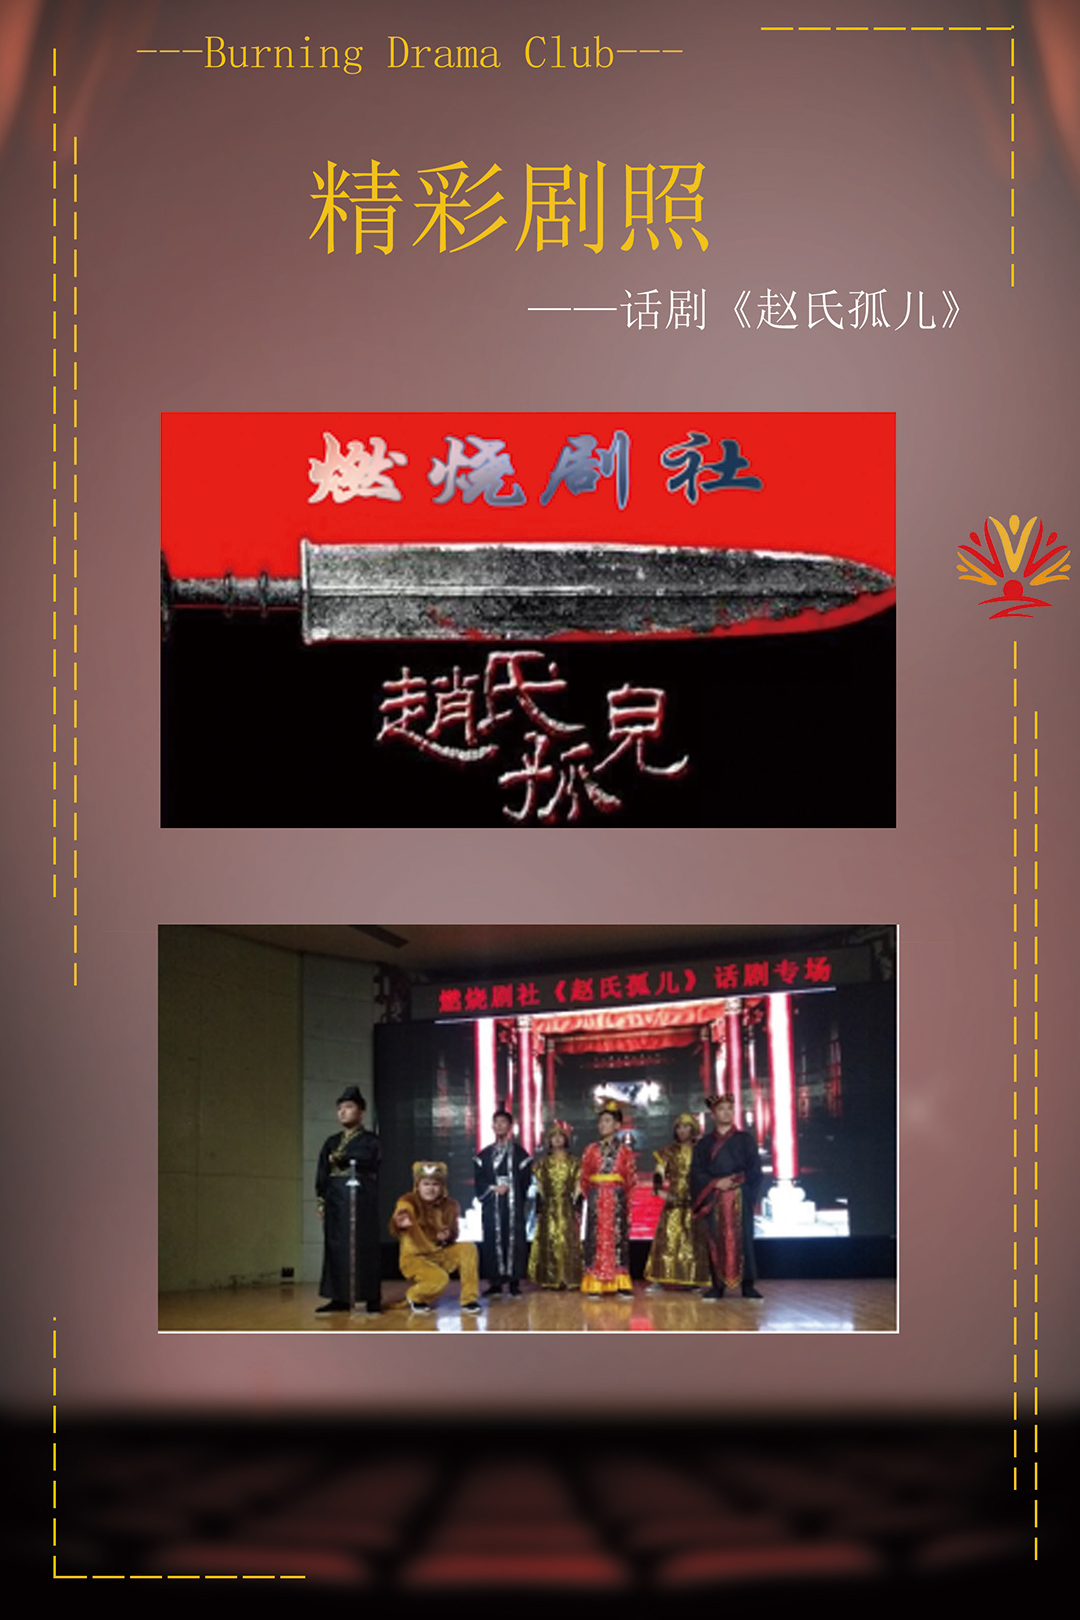 ---Burning Drama Club---
精彩剧照
——话剧《赵氏孤儿》
燃烧剧社
趙氏孤兒
燃烧剧社《赵氏孤儿》话剧专场